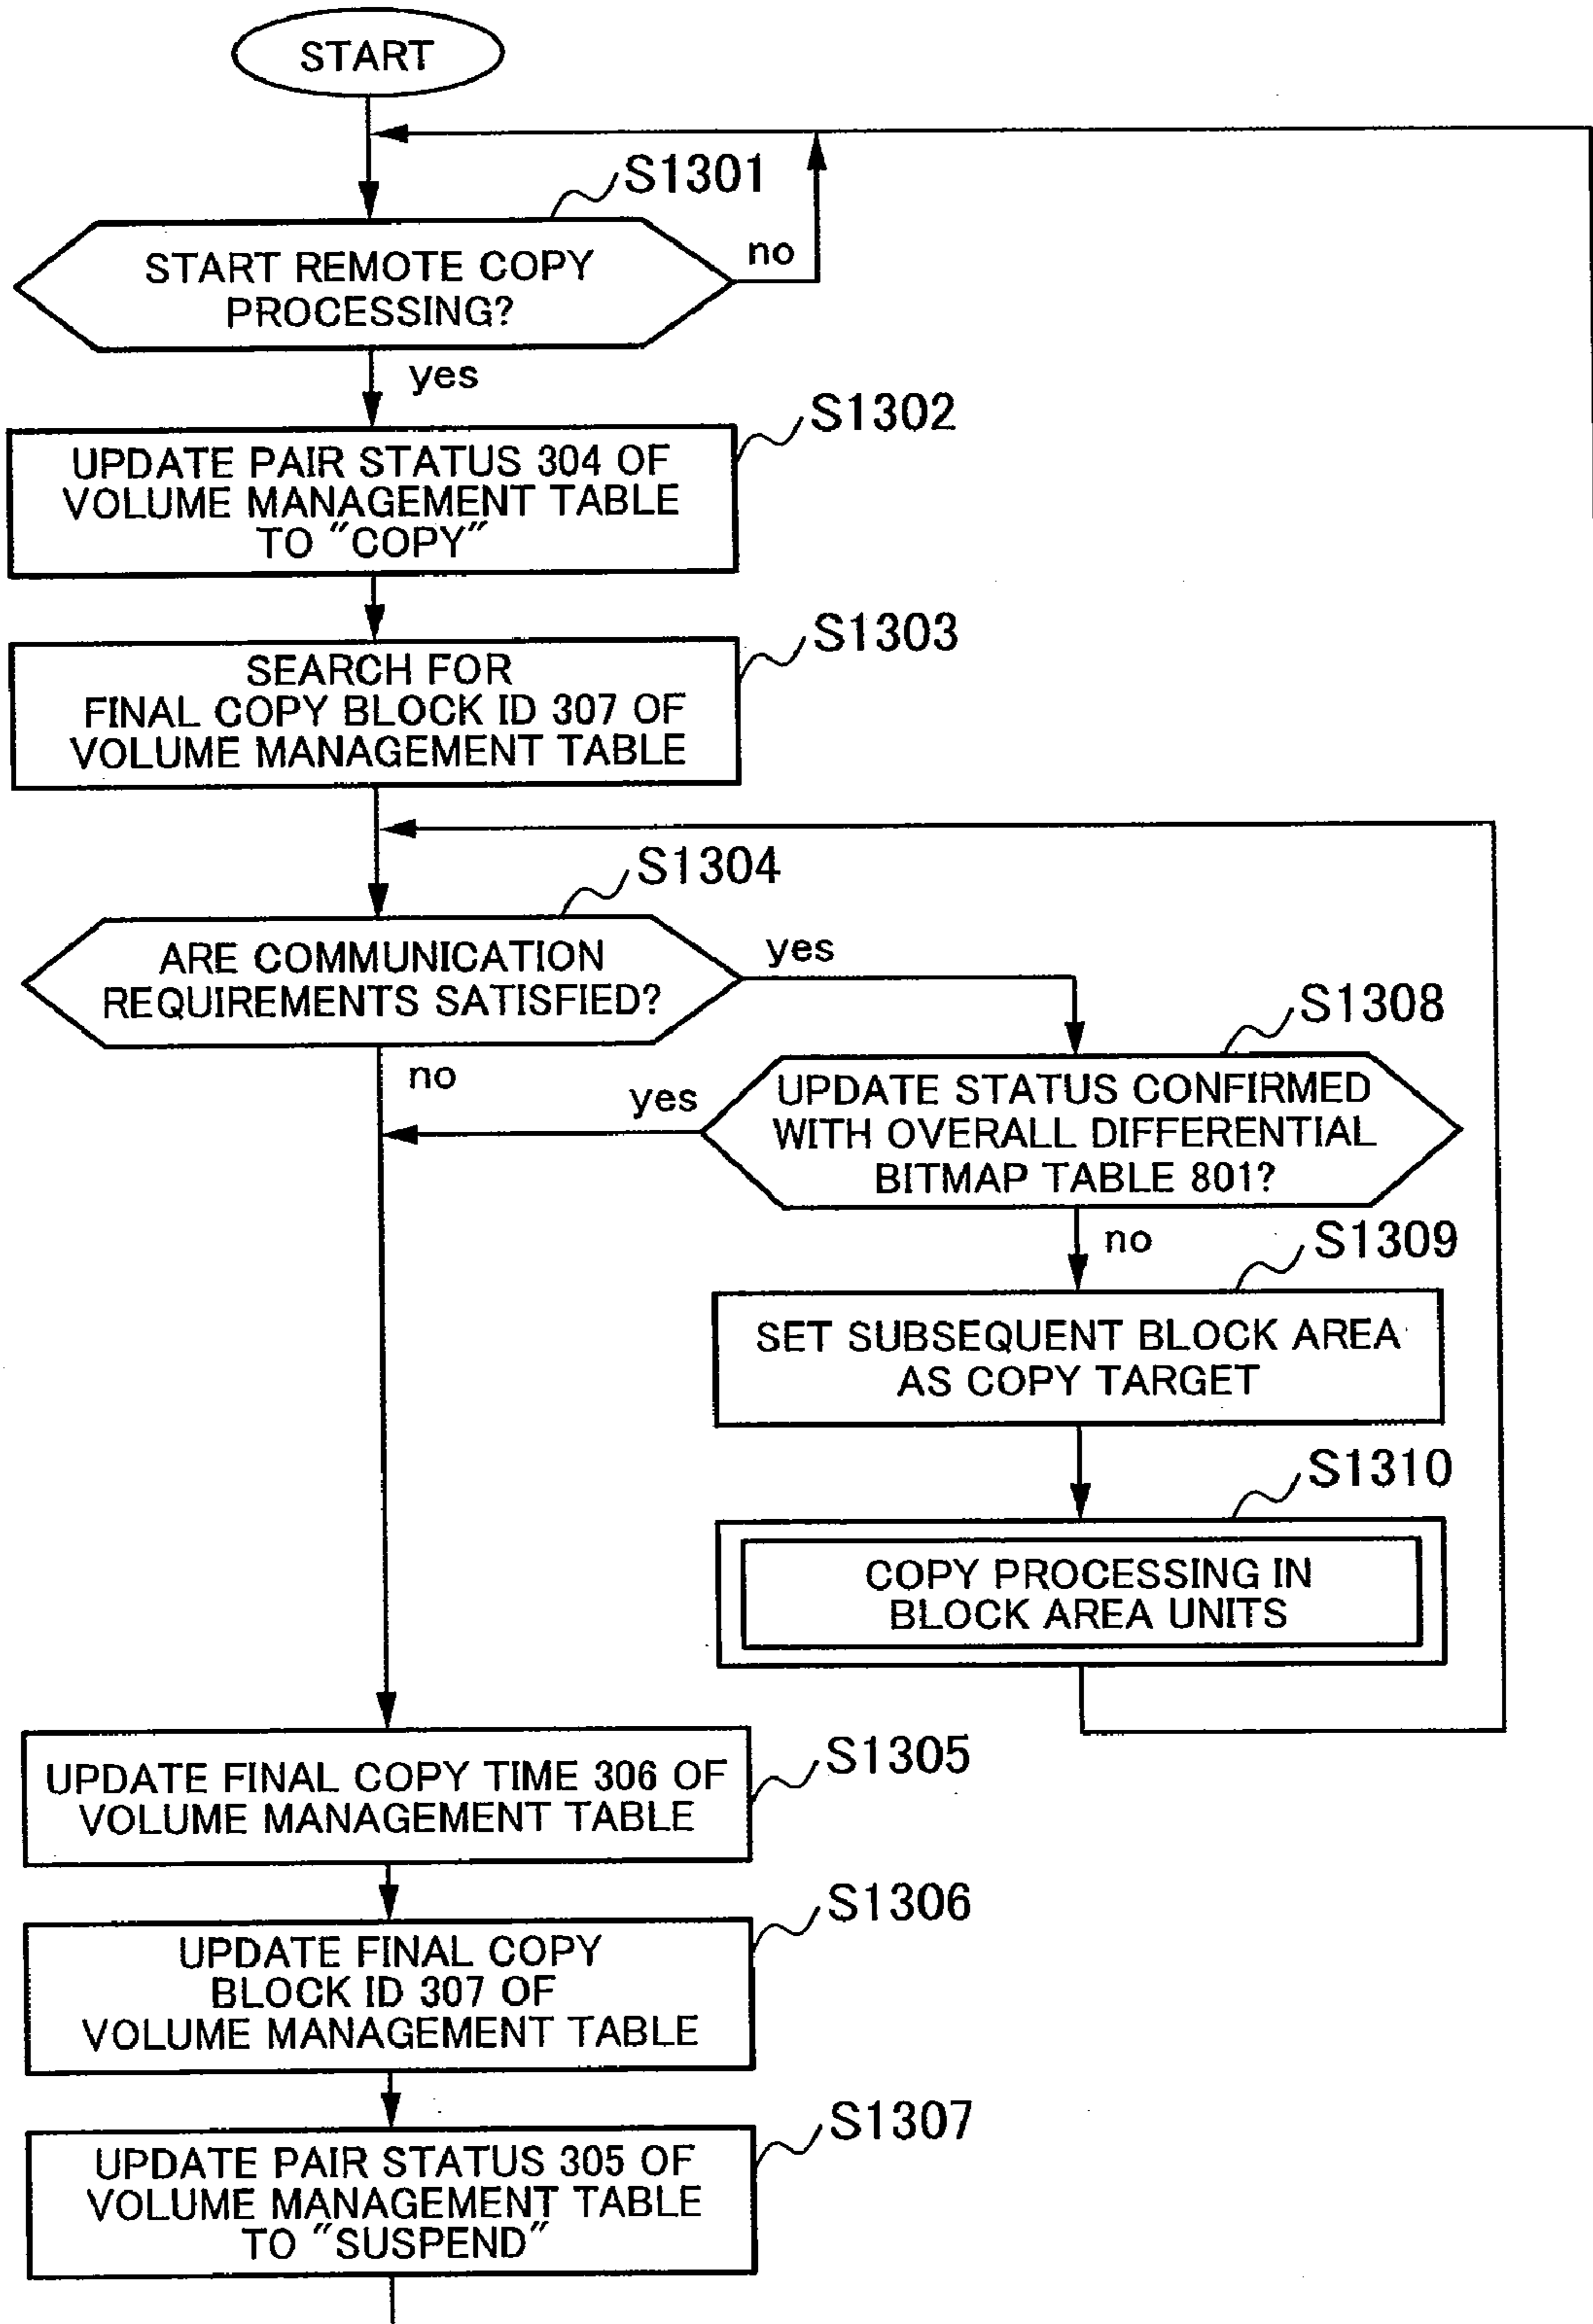 START
S1301
START REMOTE COPY
PROCESSING?
no
yes
S1302
UPDATE PAIR STATUS 304 OF
VOLUME MANAGEMENT TABLE
TO "COPY"
S1303
SEARCH FOR
FINAL COPY BLOCK ID 307 OF
VOLUME MANAGEMENT TABLE
S1304
ARE COMMUNICATION
REQUIREMENTS SATISFIED?
yes
no
S1308
UPDATE STATUS CONFIRMED
WITH OVERALL DIFFERENTIAL
BITMAP TABLE 801?
yes
no
S1309
SET SUBSEQUENT BLOCK AREA
AS COPY TARGET
S1310
COPY PROCESSING IN
BLOCK AREA UNITS
S1305
UPDATE FINAL COPY TIME 306 OF
VOLUME MANAGEMENT TABLE
S1306
UPDATE FINAL COPY
BLOCK ID 307 OF
VOLUME MANAGEMENT TABLE
S1307
UPDATE PAIR STATUS 305 OF
VOLUME MANAGEMENT TABLE
TO "SUSPEND"